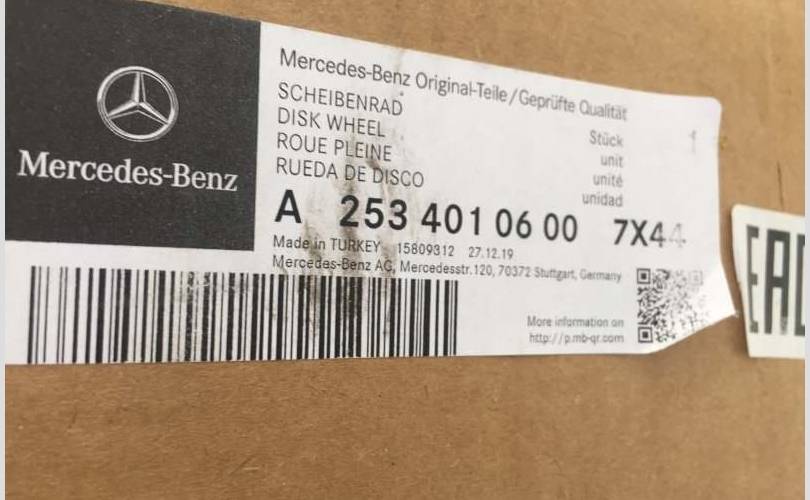 Mercedes-Benz
Mercedes-Benz Original-Teile/Geprüfte Qualität
SCHEIBENRAD
DISK WHEEL
ROUE PLEINE
RUEDA DE DISCO
Stück 1
unit
unité
unidad
A 253 401 06 00 7X44
Made in TURKEY 15809312 27.12.19
Mercedes-Benz AG, Mercedesstr.120, 70372 Stuttgart, Germany
More information on
http://p.mb-qr.com
EAC